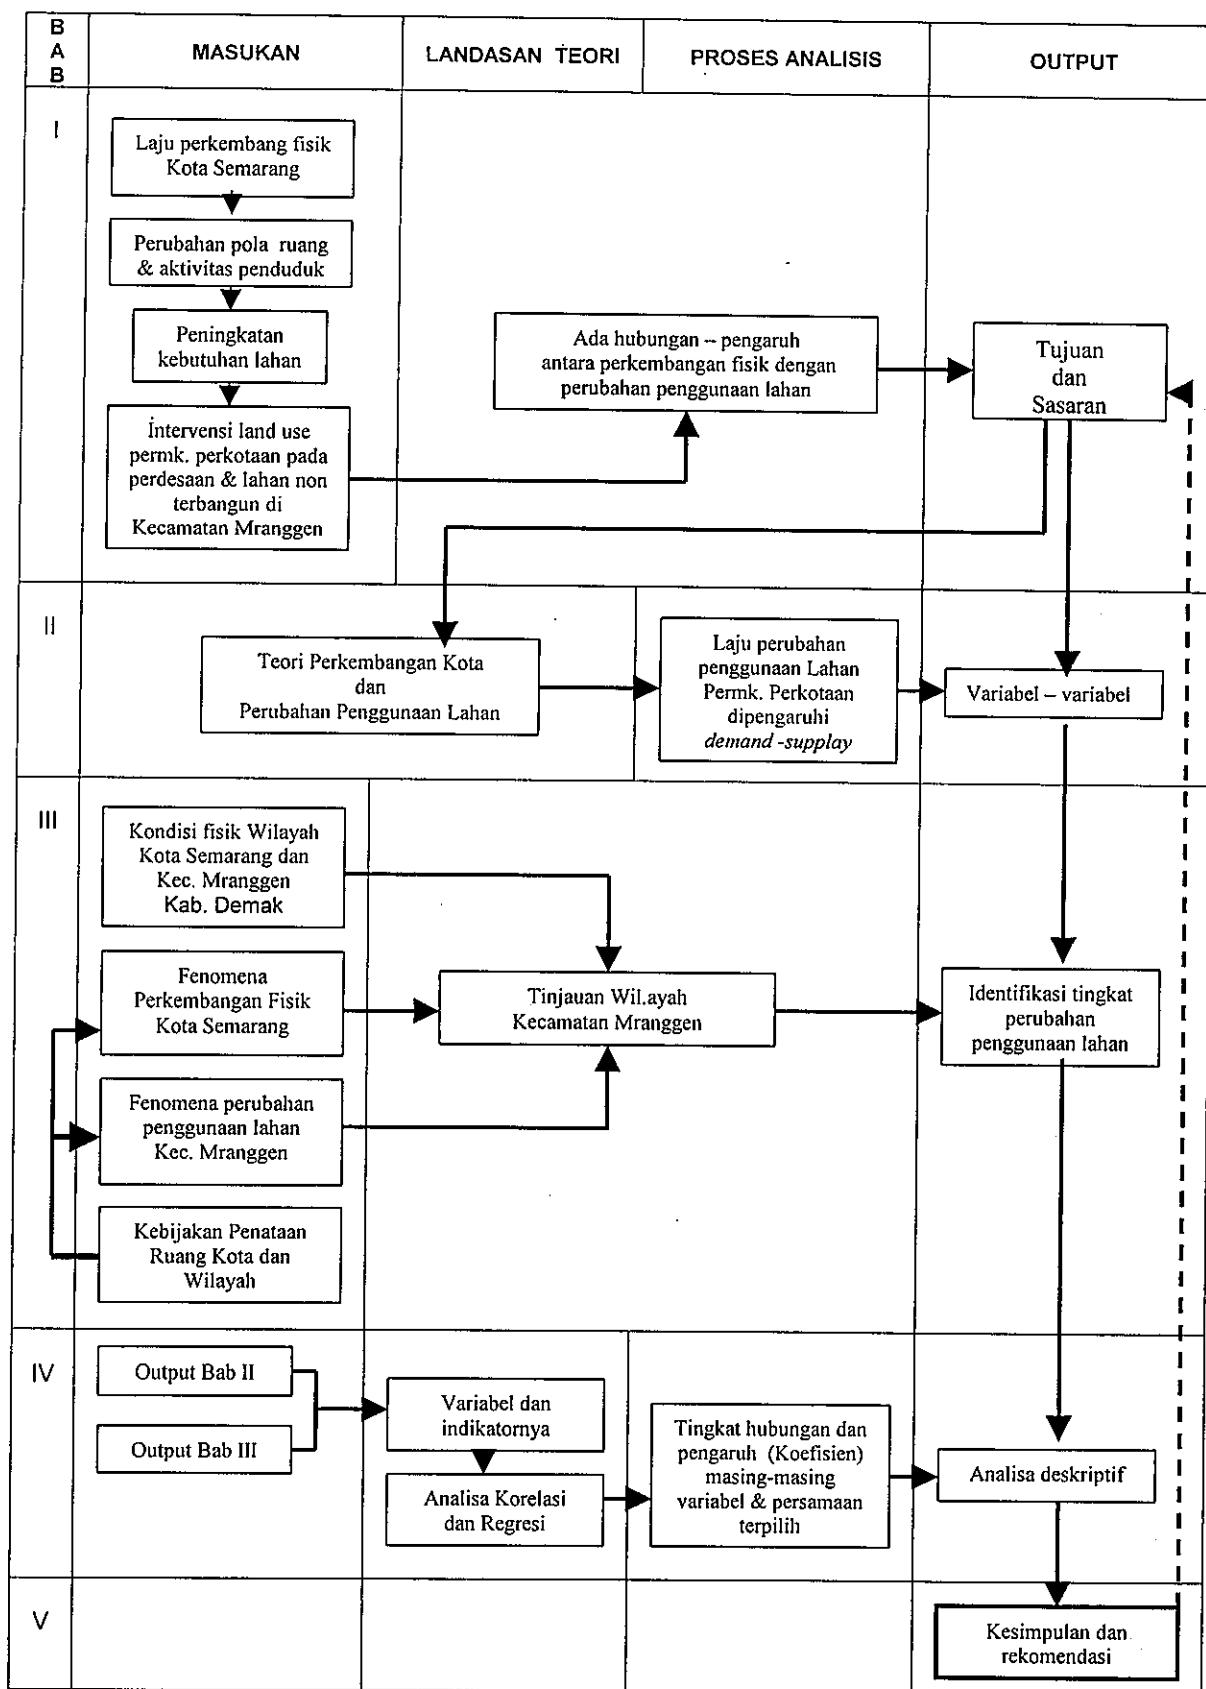 B
A
B
MASUKAN
LANDASAN TEORI
PROSES ANALISIS
OUTPUT
I
Laju perkembang fisik
Kota Semarang
Perubahan pola ruang
& aktivitas penduduk
Peningkatan
kebutuhan lahan
Intervensi land use
permk. perkotaan pada
perdesaan & lahan non
terbangun di
Kecamatan Mranggen
Ada hubungan – pengaruh
antara perkembangan fisik dengan
perubahan penggunaan lahan
Tujuan
dan
Sasaran
II
Teori Perkembangan Kota
dan
Perubahan Penggunaan Lahan
Laju perubahan
penggunaan Lahan
Permk. Perkotaan
dipengaruhi
demand -supplay
Variabel – variabel
III
Kondisi fisik Wilayah
Kota Semarang dan
Kec. Mranggen
Kab. Demak
Fenomena
Perkembangan Fisik
Kota Semarang
Fenomena perubahan
penggunaan lahan
Kec. Mranggen
Kebijakan Penataan
Ruang Kota dan
Wilayah
Tinjauan Wil.ayah
Kecamatan Mranggen
Identifikasi tingkat
perubahan
penggunaan lahan
IV
Output Bab II
Output Bab III
Variabel dan
indikatornya
Analisa Korelasi
dan Regresi
Tingkat hubungan dan
pengaruh (Koefisien)
masing-masing
variabel & persamaan
terpilih
Analisa deskriptif
V
Kesimpulan dan
rekomendasi